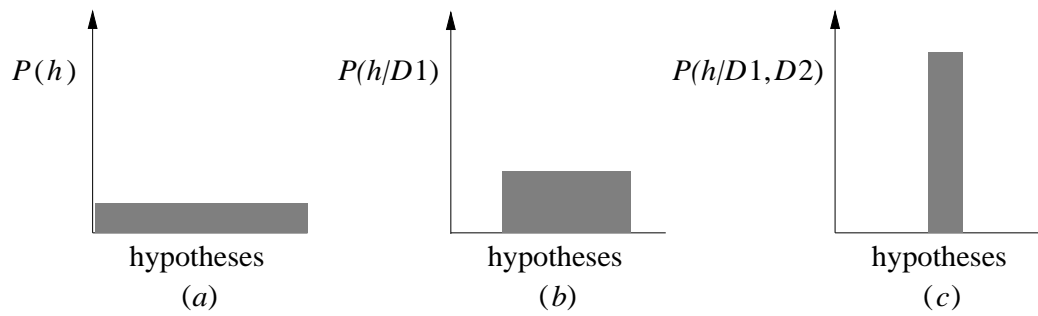 P(h)
P(h/D1)
P(h/D1,D2)
hypotheses
hypotheses
hypotheses
(a)
(b)
(c)